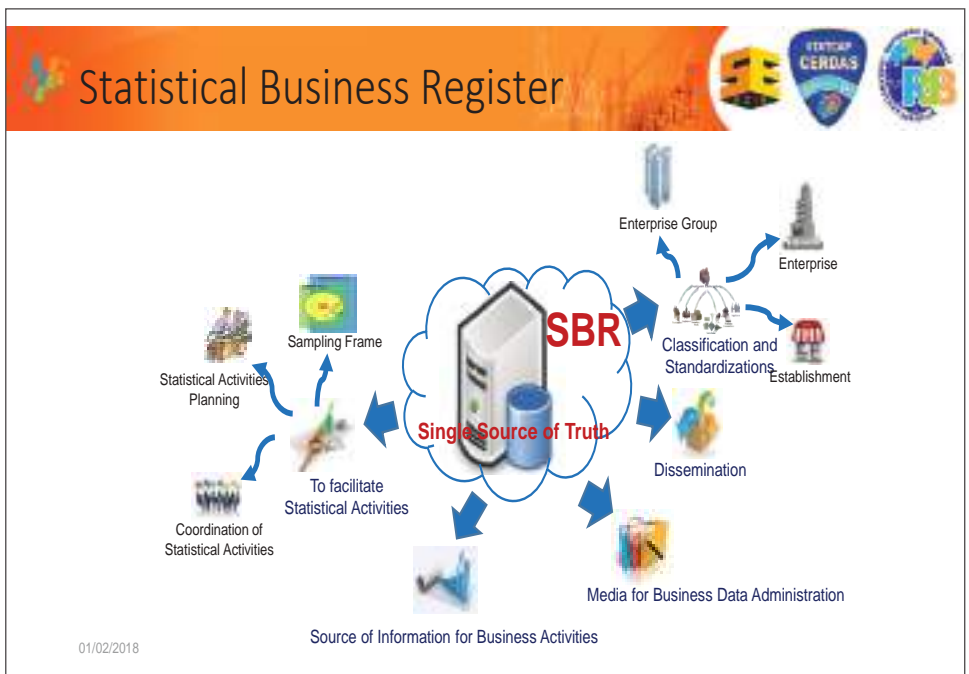 Statistical Business Register
STATCAP
CERDAS
Enterprise Group
Enterprise
Sampling Frame
SBR
Classification and
Standardizations
Establishment
Statistical Activities
Planning
Single Source of Truth
Dissemination
To facilitate
Statistical Activities
Coordination of
Statistical Activities
Media for Business Data Administration
Source of Information for Business Activities
01/02/2018